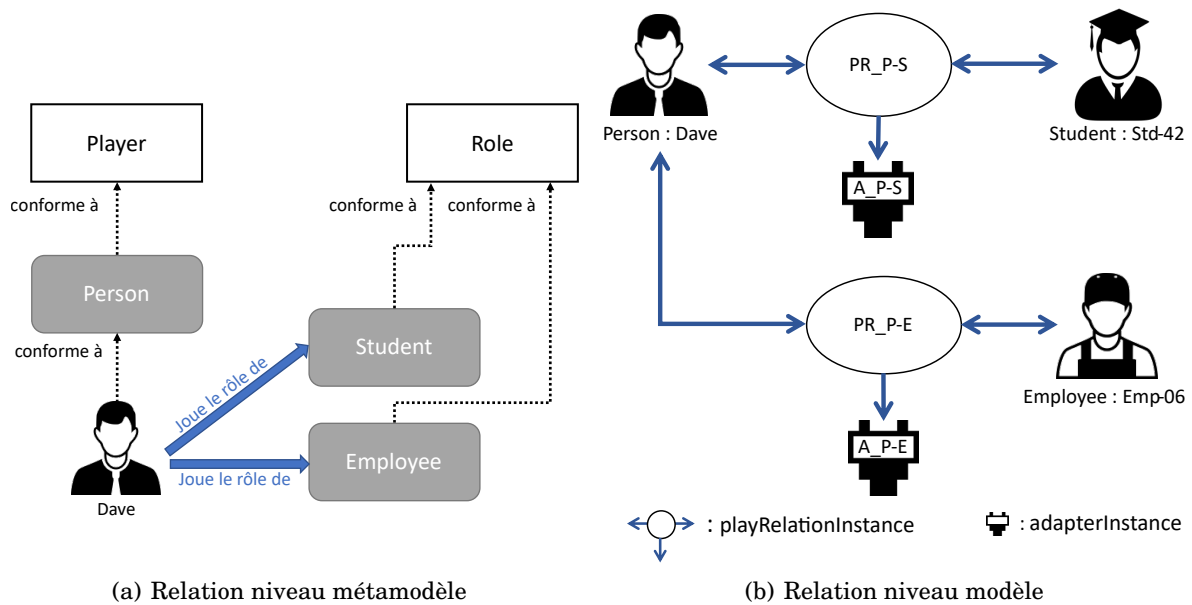 Player
Role
conforme à
conforme à
conforme à
Person
conforme à
Student
Employee
Joue le rôle de
Joue le rôle de
Dave
(a) Relation niveau métamodèle
PR_P-S
Person : Dave
Student : Std-42
A_P-S
PR_P-E
Employee : Emp-06
A_P-E
: playRelationInstance
: adapterInstance
(b) Relation niveau modèle